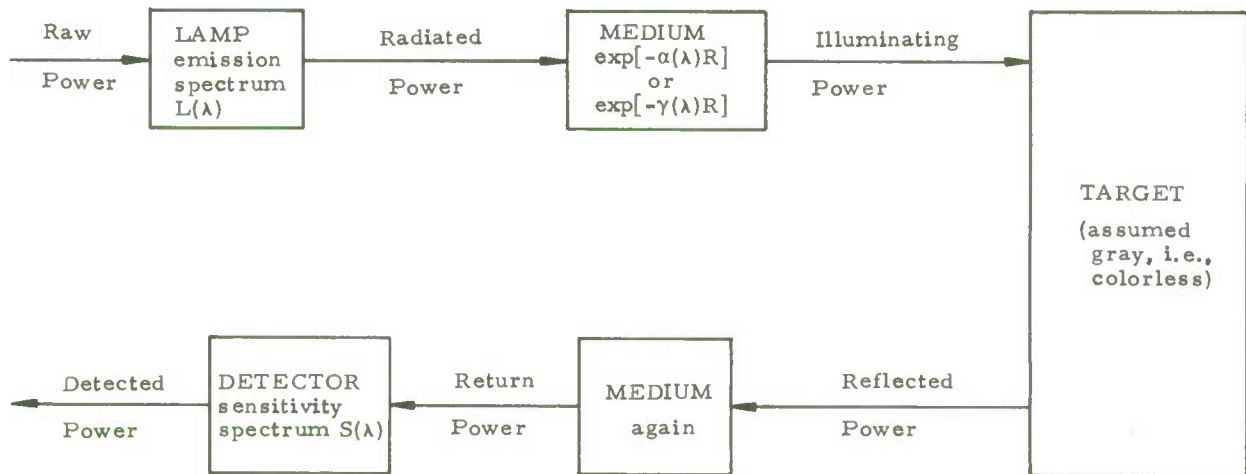 Raw
Power
LAMP
emission
spectrum
L(λ)
Radiated
Power
MEDIUM
exp[-α(λ)R]
or
exp[-γ(λ)R]
Illuminating
Power
TARGET
(assumed
gray, i.e.,
colorless)
Reflected
Power
MEDIUM
again
Return
Power
DETECTOR
sensitivity
spectrum S(λ)
Detected
Power